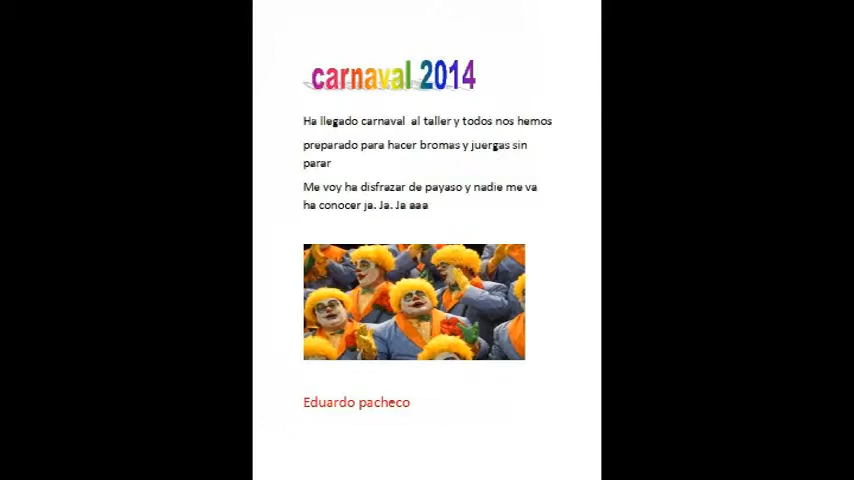 carnaval 2014
Ha llegado carnaval al taller y todos nos hemos
preparado para hacer bromas y juergas sin
parar
Me voy ha disfrazar de payaso y nadie me va
ha conocer ja. Ja. Ja aaa
Eduardo pacheco